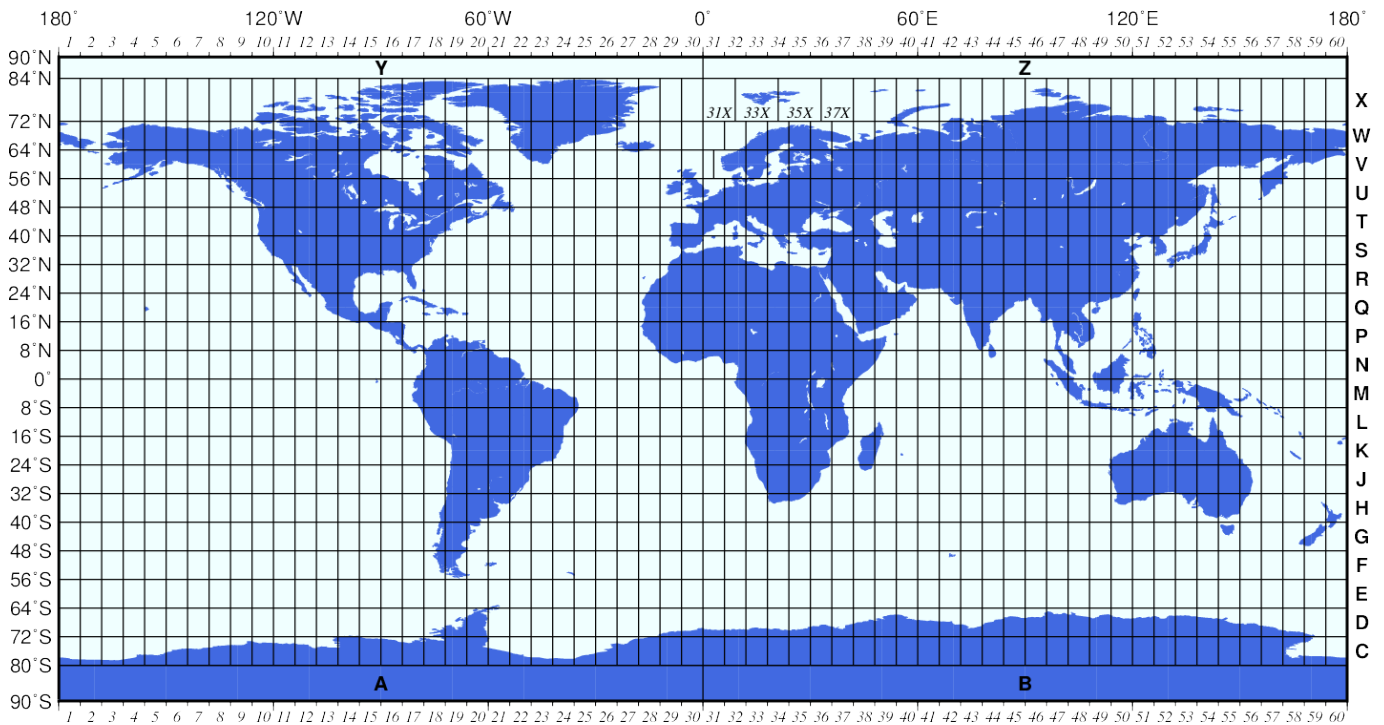 180° 120°W 60°W 0° 60°E 120°E 180°
1 2 3 4 5 6 7 8 9 10 11 12 13 14 15 16 17 18 19 20 21 22 23 24 25 26 27 28 29 30 31 32 33 34 35 36 37 38 39 40 41 42 43 44 45 46 47 48 49 50 51 52 53 54 55 56 57 58 59 60
90°N
Y Z
84°N
X
31X 33X 35X 37X
72°N
W
64°N
V
56°N
U
48°N
T
40°N
S
32°N
R
24°N
Q
16°N
P
8°N
N
0°
M
8°S
L
16°S
K
24°S
J
32°S
H
40°S
G
48°S
F
56°S
E
64°S
D
72°S
C
80°S
A B
90°S
1 2 3 4 5 6 7 8 9 10 11 12 13 14 15 16 17 18 19 20 21 22 23 24 25 26 27 28 29 30 31 32 33 34 35 36 37 38 39 40 41 42 43 44 45 46 47 48 49 50 51 52 53 54 55 56 57 58 59 60